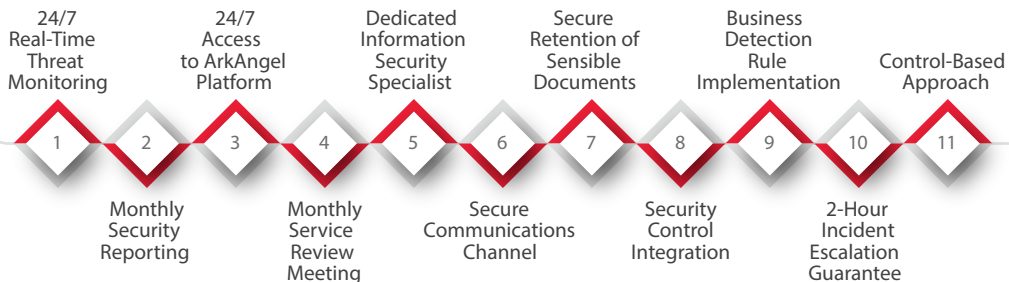 24/7
Real-Time
Threat
Monitoring
24/7
Access
to ArkAngel
Platform
Dedicated
Information
Security
Specialist
Secure
Retention of
Sensible
Documents
Business
Detection
Rule
Implementation
Control-Based
Approach
1
2
3
4
5
6
7
8
9
10
11
Monthly
Security
Reporting
Monthly
Service
Review
Meeting
Secure
Communications
Channel
Security
Control
Integration
2-Hour
Incident
Escalation
Guarantee